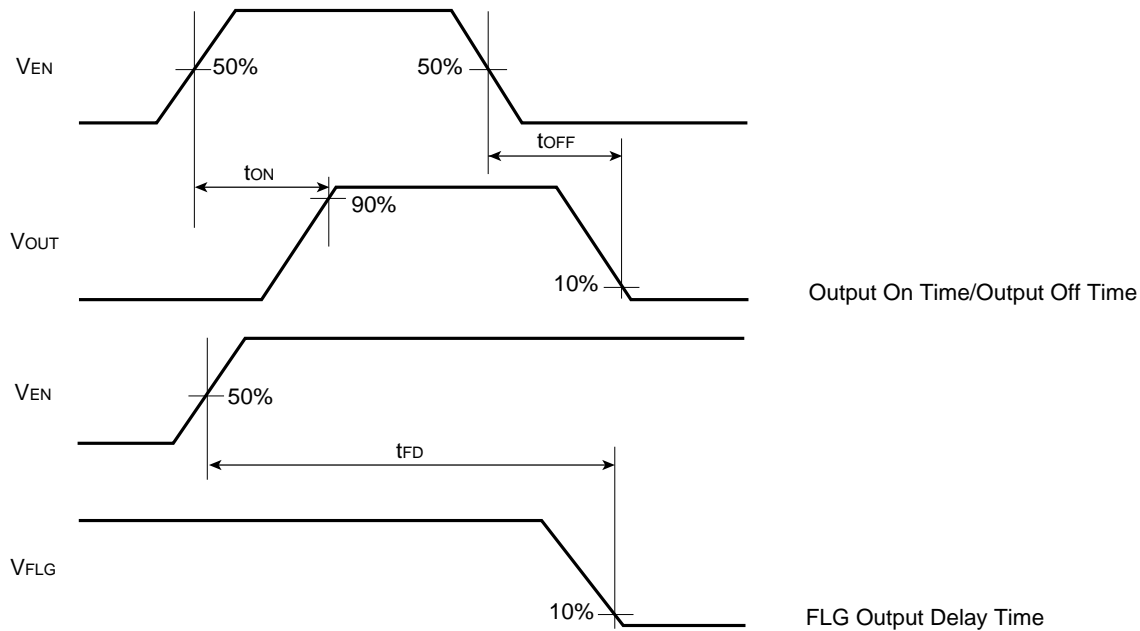 VEN
50%
50%
tOFF
tON
90%
VOUT
10%
Output On Time/Output Off Time
VEN
50%
tFD
VFLG
10%
FLG Output Delay Time